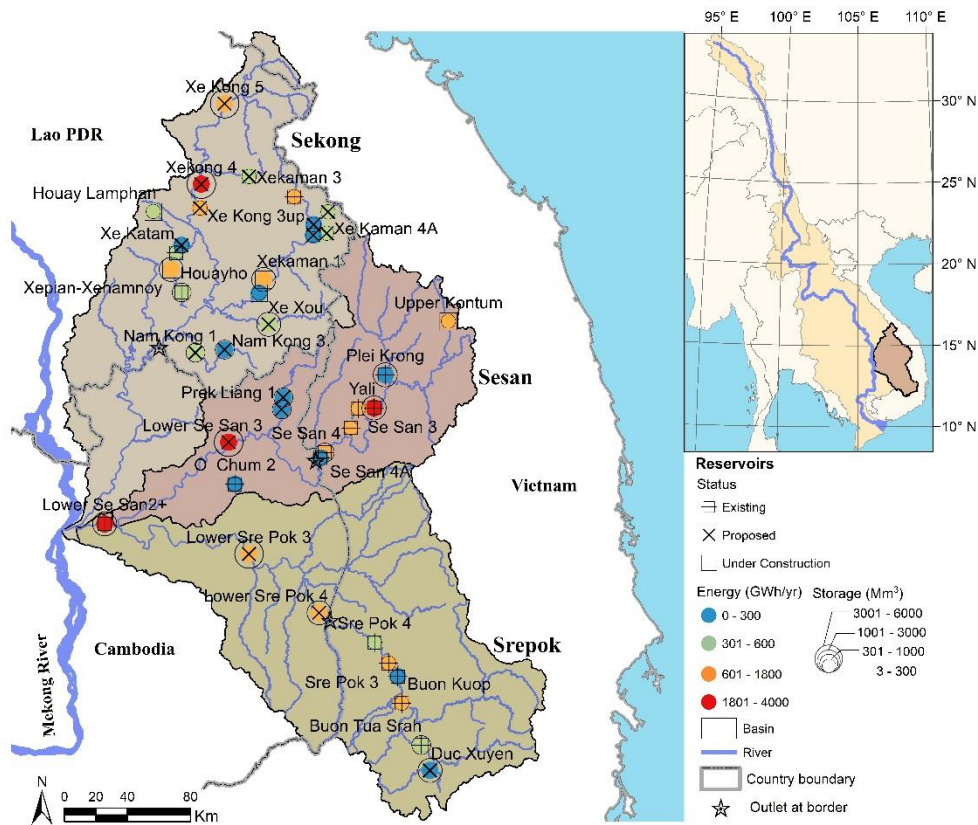 95° E 100° E 105° E 110° E
30° N
25° N
20° N
15° N
10° N
Xe Kong 5
Lao PDR
Sekong
Xekong 4
Xekaman 3
Houay Lamphan
Xe Kong 3up
Xe Kaman 4A
Xe Katam
Houayho
Xekaman 1
Xepian-Xenamnoy
Xe Xou
Upper Kontum
Nam Kong 1
Nam Kong 3
Plei Krong
Sesan
Prek Liang 1
Yali
Lower Se San 3
Se San 4
Se San 3
O Chum 2
Se San 4A
Vietnam
Lower Se San2+
Lower Sre Pok 3
Lower Sre Pok 4
Sre Pok 4
Cambodia
Srepok
Mekong River
Sre Pok 3
Buon Kuop
Buon Tua Srah
Duc Xuyen
N
0 20 40 80
Km
Reservoirs
Status
Existing
Proposed
Under Construction
Energy (GWh/yr)
0 - 300
301 - 600
601 - 1800
1801 - 4000
Storage (Mm³)
3001 - 6000
1001 - 3000
301 - 1000
3 - 300
Basin
River
Country boundary
Outlet at border